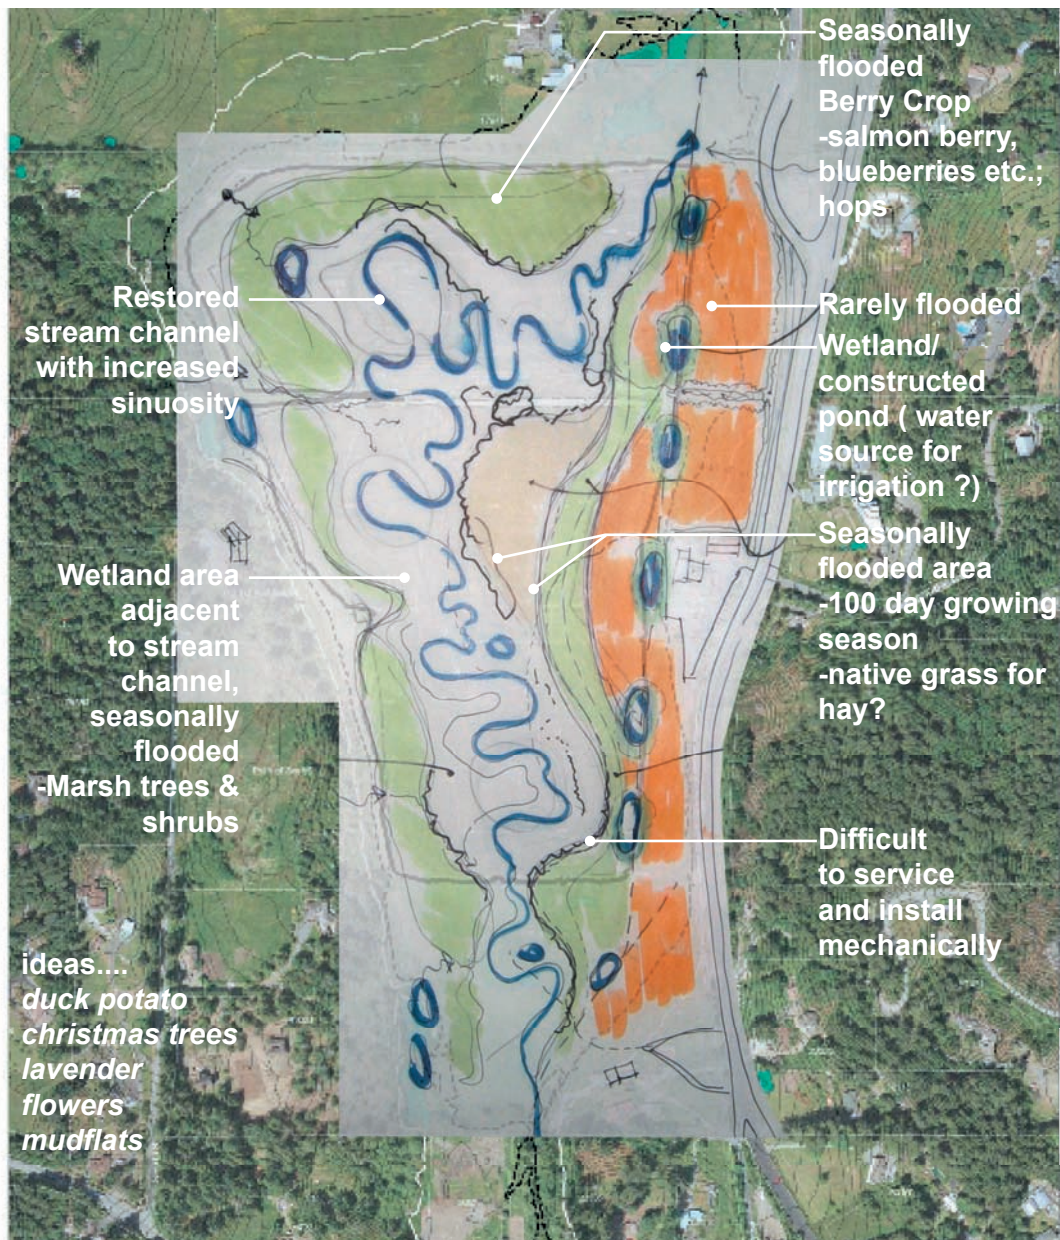 Seasonally
flooded
Berry Crop
-salmon berry,
blueberries etc.;
hops
Restored
stream channel
with increased
sinuosity
Rarely flooded
Wetland/
constructed
pond ( water
source for
irrigation ?)
Seasonally
flooded area
-100 day growing
season
-native grass for
hay?
Wetland area
adjacent
to stream
channel,
seasonally
flooded
-Marsh trees &
shrubs
Difficult
to service
and install
mechanically
ideas....
duck potato
christmas trees
lavender
flowers
mudflats